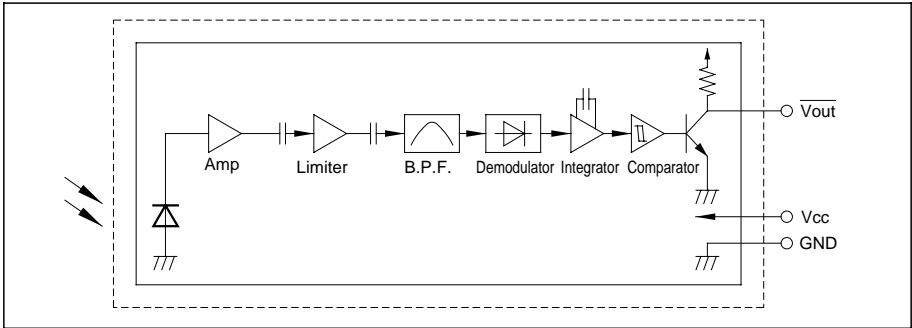 Vout
Amp
Limiter
B.P.F.
Demodulator
Integrator
Comparator
Vcc
GND